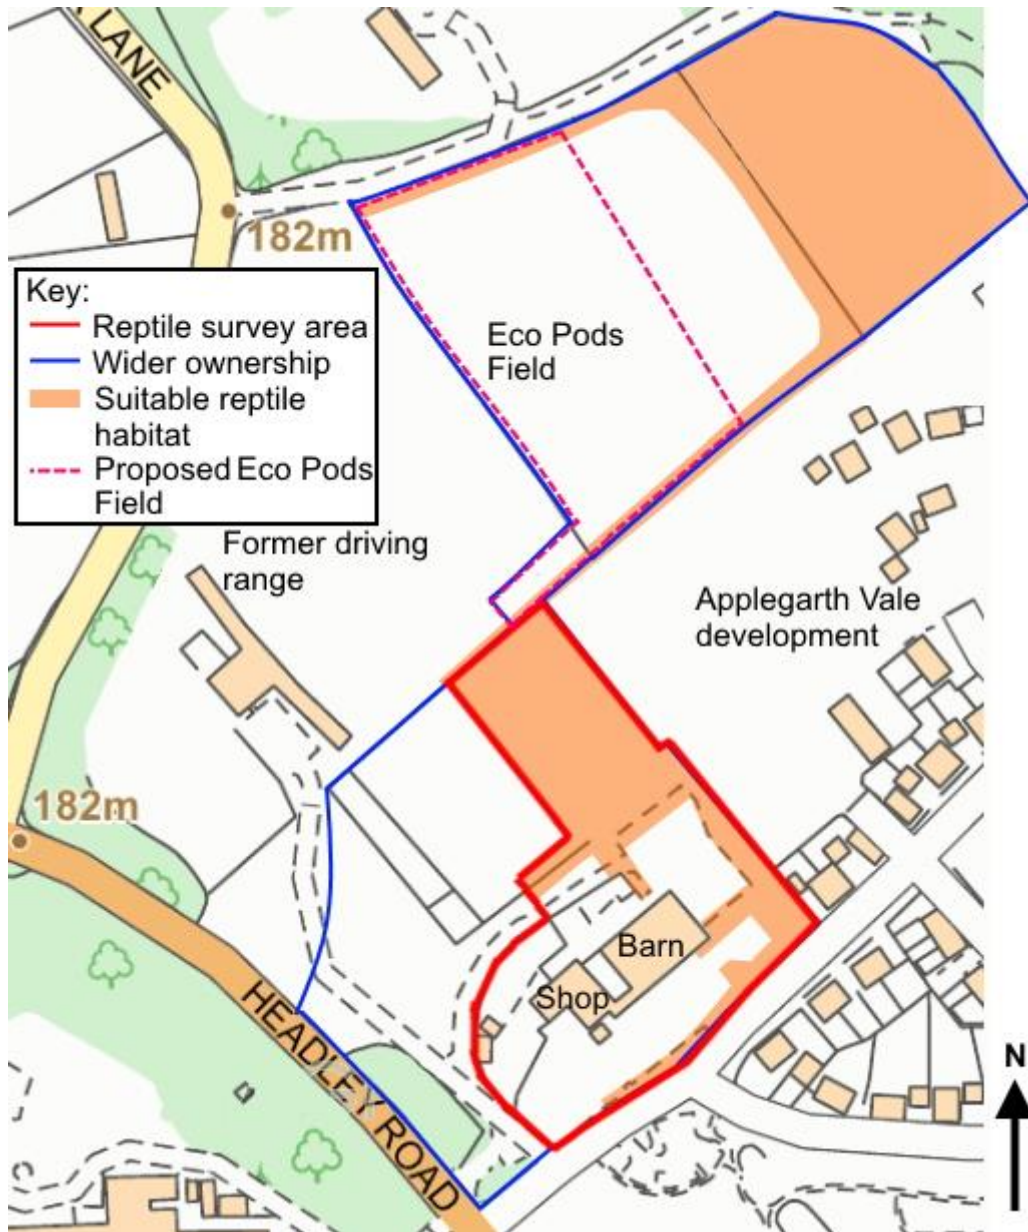 LANE
182m
Key:
Reptile survey area
Wider ownership
Suitable reptile
habitat
Proposed Eco Pods
Field
Eco Pods
Field
Former driving
range
Applegarth Vale
development
182m
Barn
Shop
HEADLEY ROAD
N